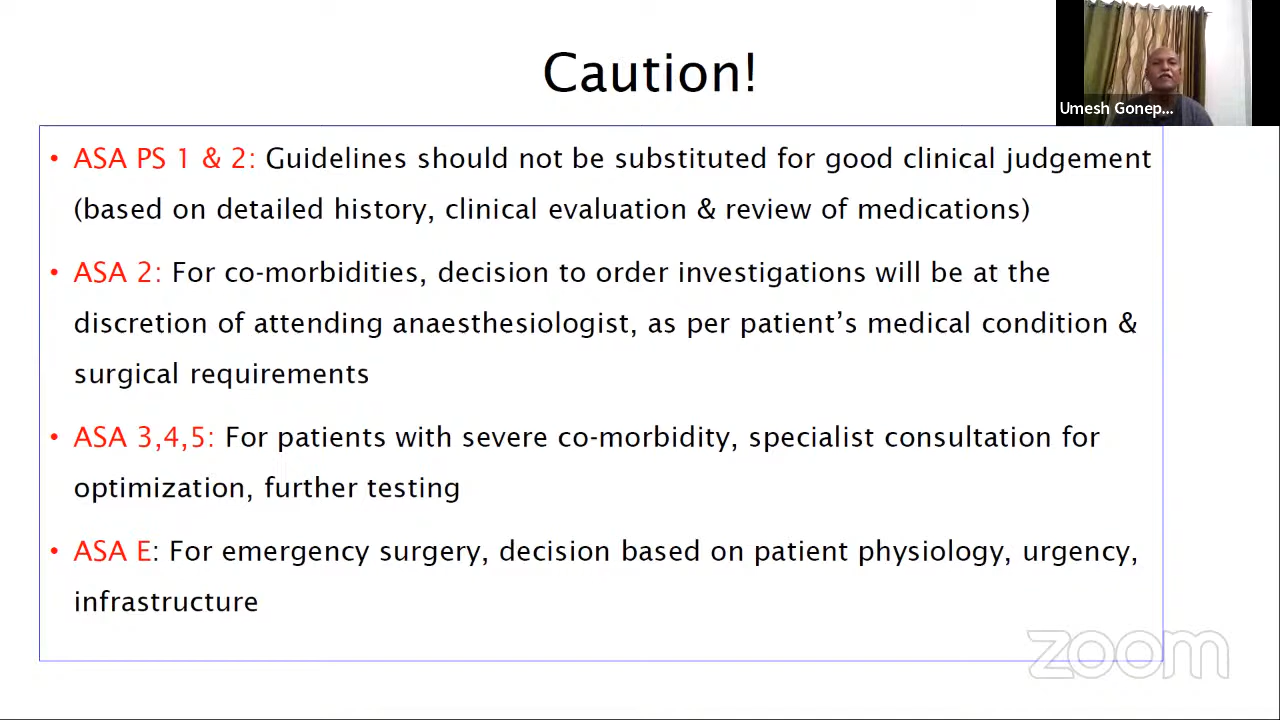 Caution!
Umesh Gonep...
• ASA PS 1 & 2: Guidelines should not be substituted for good clinical judgement
(based on detailed history, clinical evaluation & review of medications)
• ASA 2: For co-morbidities, decision to order investigations will be at the
discretion of attending anaesthesiologist, as per patient’s medical condition &
surgical requirements
• ASA 3,4,5: For patients with severe co-morbidity, specialist consultation for
optimization, further testing
• ASA E: For emergency surgery, decision based on patient physiology, urgency,
infrastructure
zoom